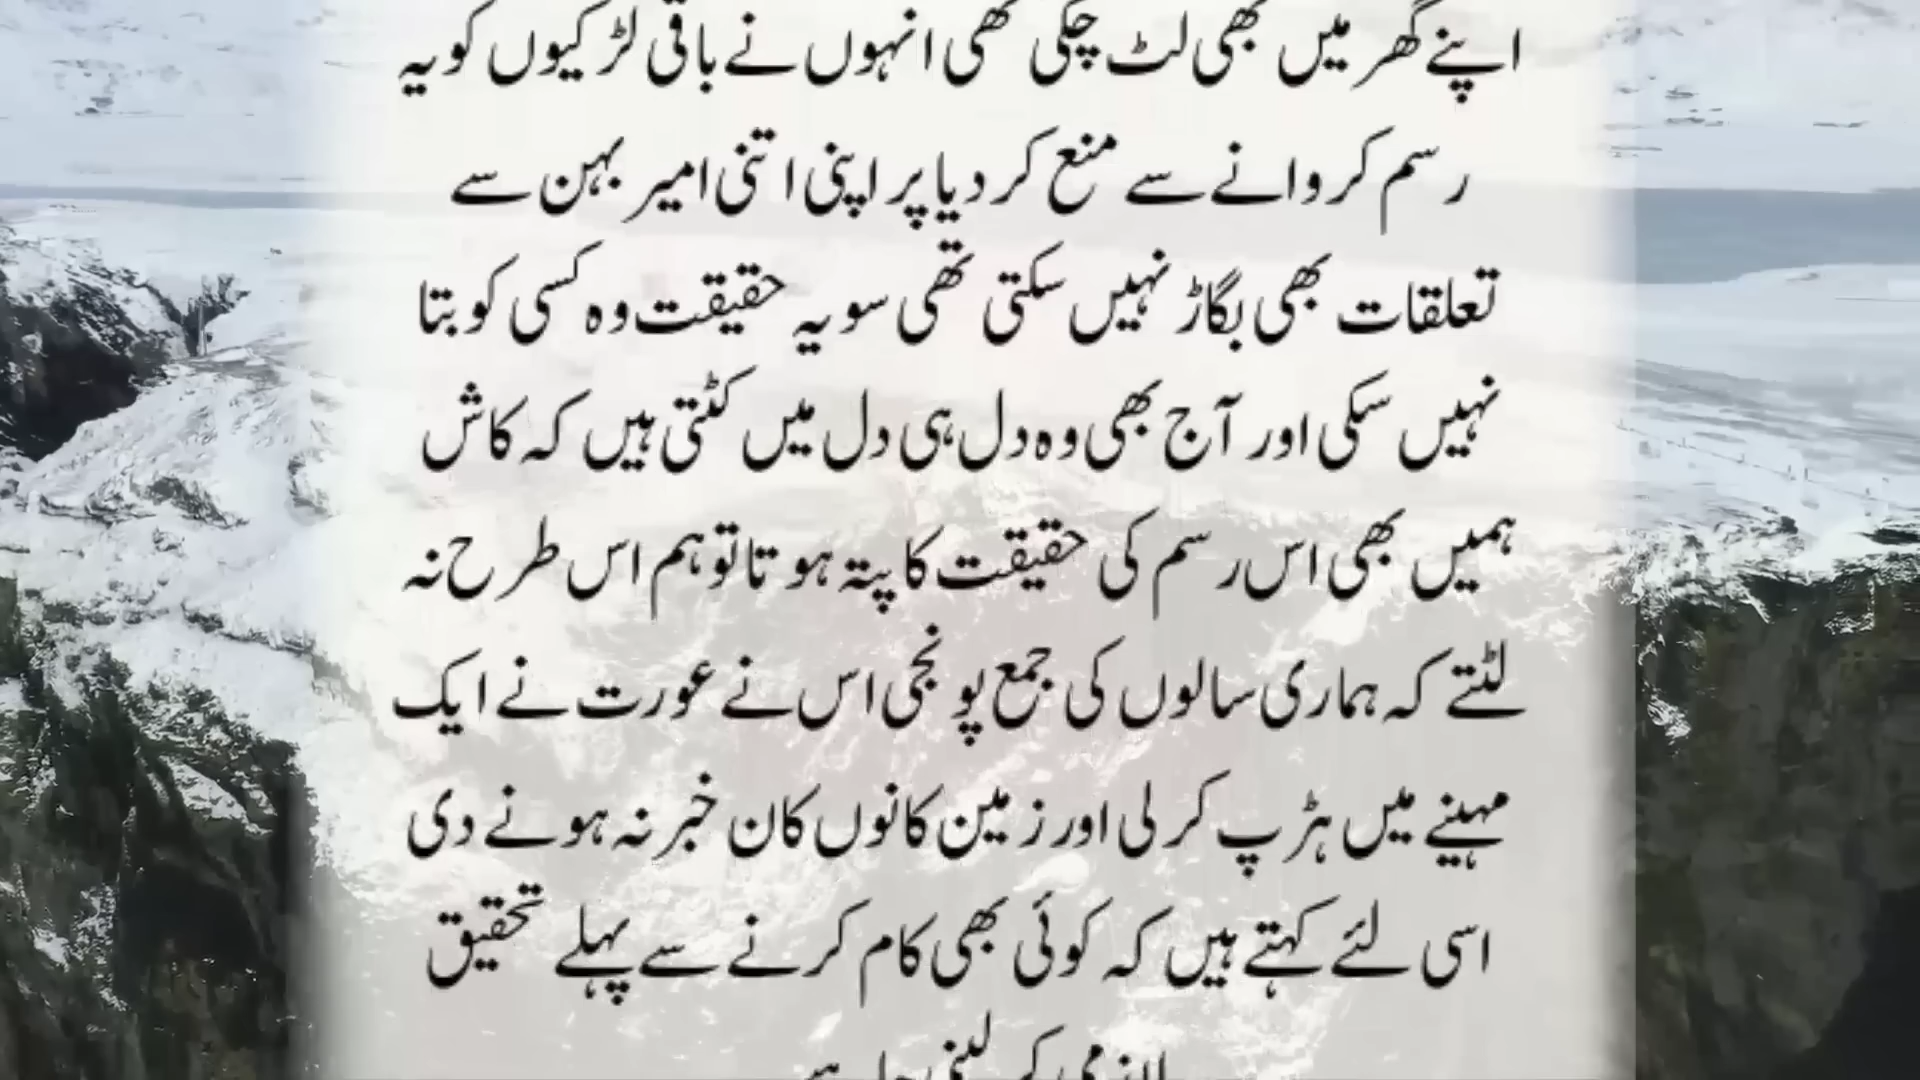 اپنے گھر میں بھی لٹ چکی تھی انہوں نے باقی لڑکیوں کو یہ
رسم کروانے سے منع کر دیا پر اپنی اتنی امیر بہن سے
تعلقات بھی بگاڑ نہیں سکتی تھی سو یہ حقیقت وہ کسی کو بتا
نہیں سکی اور آج بھی وہ دل ہی دل میں کٹتی ہیں کہ کاش
ہمیں بھی اس رسم کی حقیقت کا پتہ ہوتا تو ہم اس طرح نہ
لٹتے کہ ہماری سالوں کی جمع پونجی اس نے عورت نے ایک
مہینے میں ہڑپ کر لی اور زمین کانوں کان خبر نہ ہونے دی
اسی لئے کہتے ہیں کہ کوئی بھی کام کرنے سے پہلے تحقیق
لازمی کر لینی چاہیے